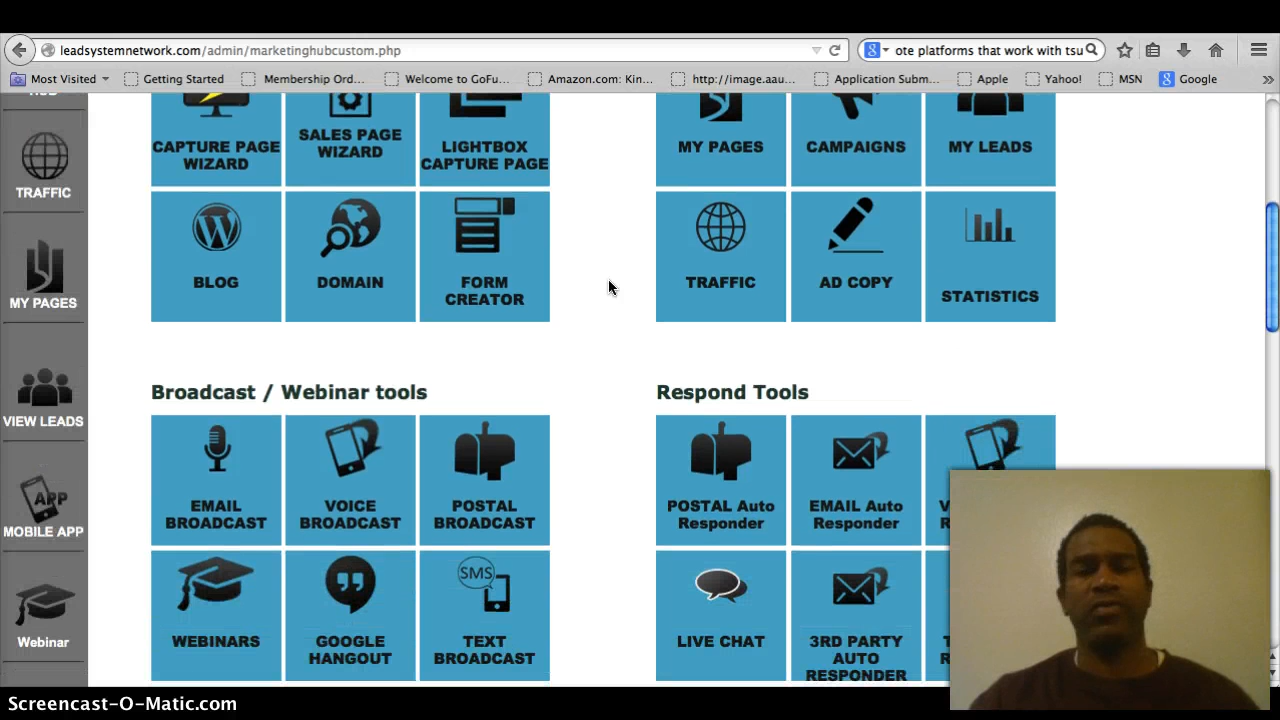 leadsystemnetwork.com/admin/marketinghubcustom.php
ote platforms that work with tsu
Most Visited
Getting Started
Membership Ord...
Welcome to GoFu...
Amazon.com: Kin...
http://image.aau...
Application Subm...
Apple
Yahoo!
MSN
Google
TRAFFIC
MY PAGES
VIEW LEADS
APP
MOBILE APP
Webinar
CAPTURE PAGE
WIZARD
SALES PAGE
WIZARD
LIGHTBOX
CAPTURE PAGE
MY PAGES
CAMPAIGNS
MY LEADS
BLOG
DOMAIN
FORM
CREATOR
TRAFFIC
AD COPY
STATISTICS
Broadcast / Webinar tools
Respond Tools
EMAIL
BROADCAST
VOICE
BROADCAST
POSTAL
BROADCAST
POSTAL Auto
Responder
EMAIL Auto
Responder
WEBINARS
GOOGLE
HANGOUT
SMS
TEXT
BROADCAST
LIVE CHAT
3RD PARTY
AUTO
RESPONDER
Screencast-O-Matic.com